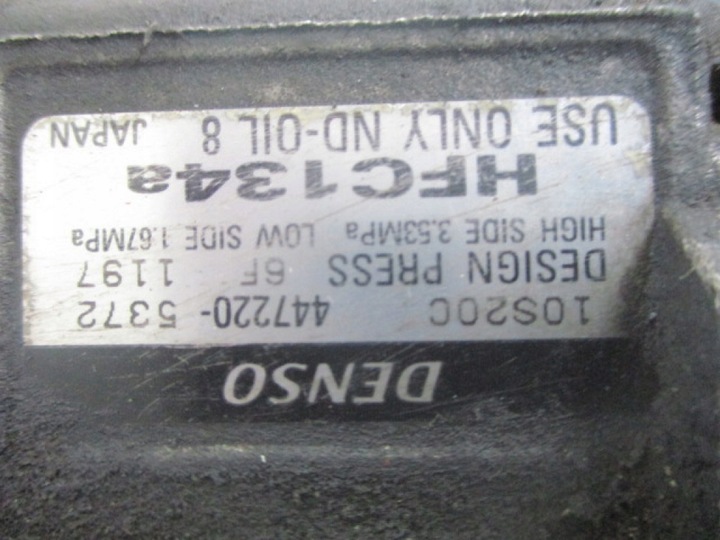 DENSO
10S20C 447220-5372
DESIGN PRESS 6F 1197
HIGH SIDE 3.53MPa LOW SIDE 1.67MPa
HFC134a
USE ONLY ND-OIL 8 JAPAN